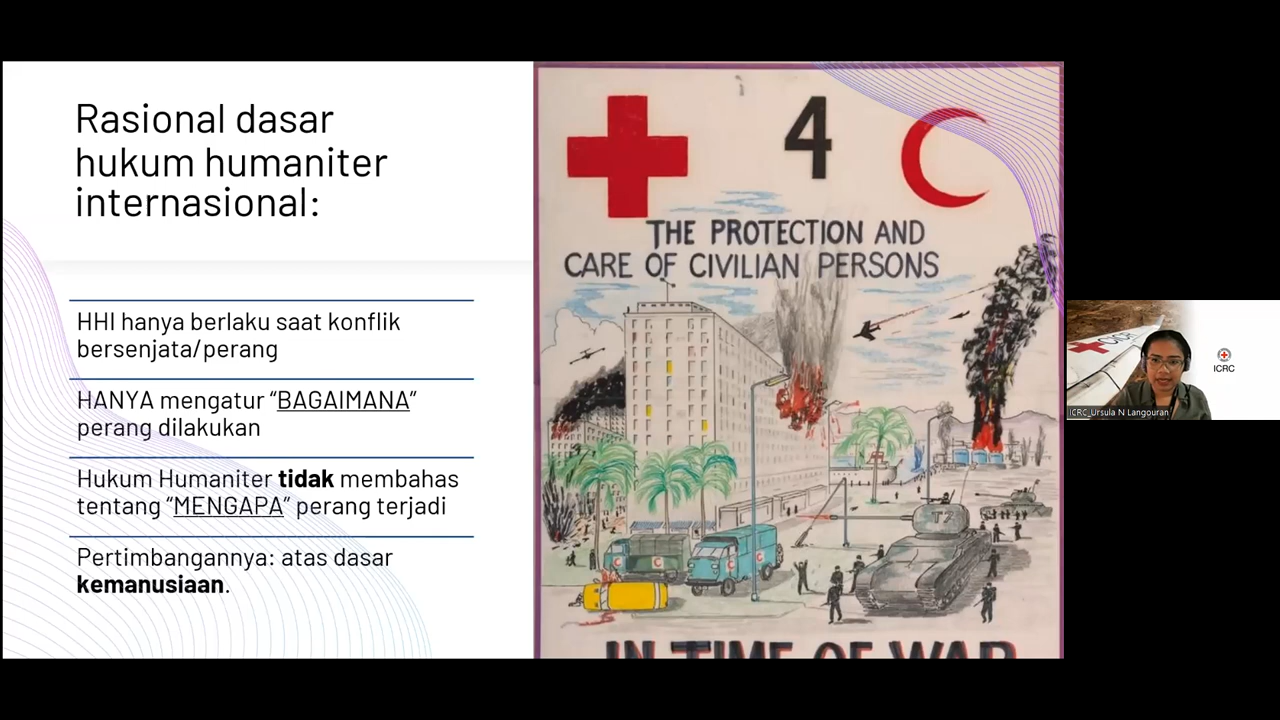 Rasional dasar
hukum humaniter
internasional:
HHI hanya berlaku saat konflik
bersenjata/perang
HANYA mengatur “BAGAIMANA”
perang dilakukan
Hukum Humaniter tidak membahas
tentang “MENGAPA” perang terjadi
Pertimbangannya: atas dasar
kemanusiaan.
4
THE PROTECTION AND
CARE OF CIVILIAN PERSONS
T7
IN TIME OF WAR
ICRC
ICRC
ICRC_Ursula N Langouran